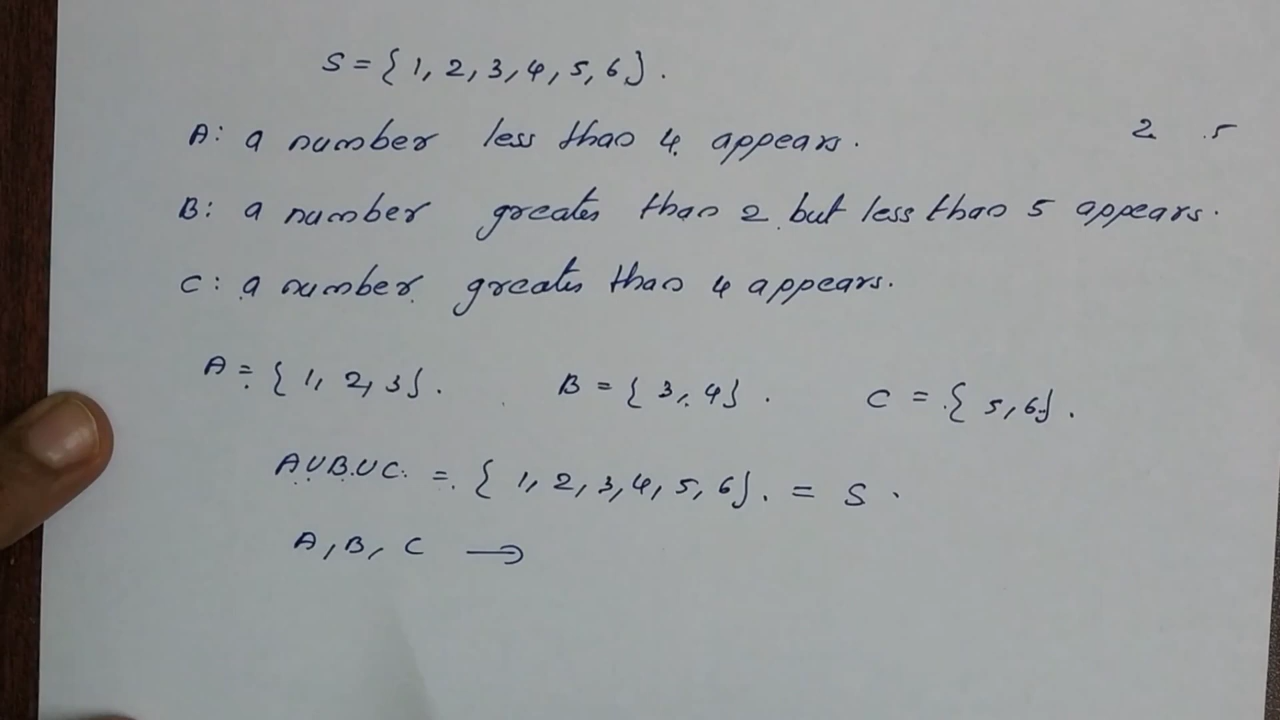 S = { 1, 2, 3, 4, 5, 6 }.
A: a number less than 4 appears. 2 5
B: a number greater than 2 but less than 5 appears.
C: a number greater than 4 appears.
A = { 1, 2, 3 }. B = { 3, 4 }. C = { 5, 6 }.
A∪B∪C = { 1, 2, 3, 4, 5, 6 }. = S.
A, B, C →